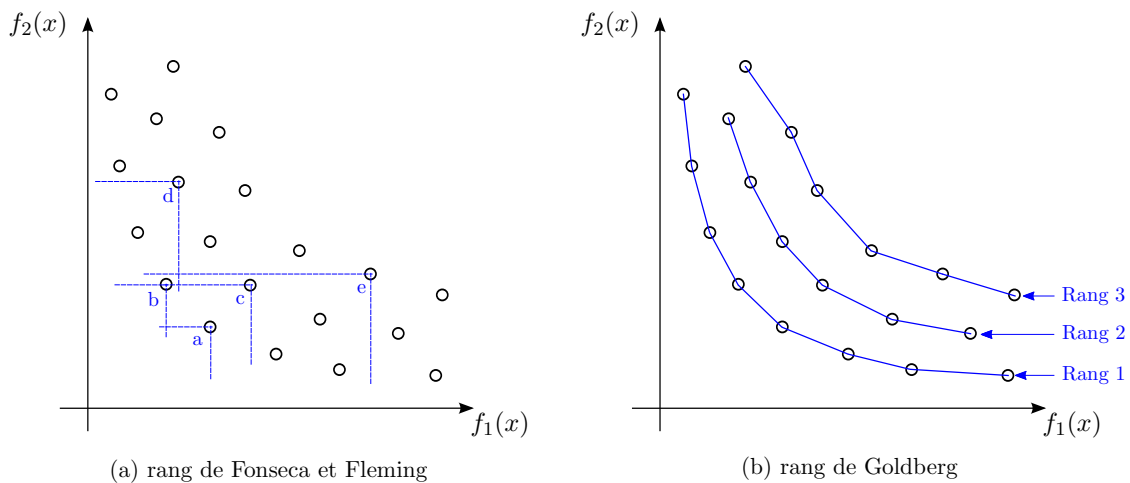 f₂(x)
d
b
c
e
a
f₁(x)
(a) rang de Fonseca et Fleming
f₂(x)
Rang 3
Rang 2
Rang 1
f₁(x)
(b) rang de Goldberg